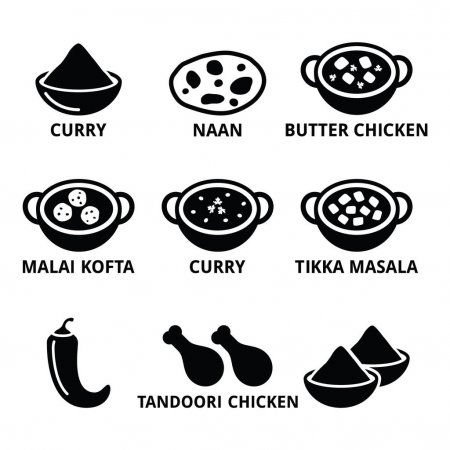 CURRY
NAAN
BUTTER CHICKEN
MALAI KOFTA
CURRY
TIKKA MASALA
TANDOORI CHICKEN